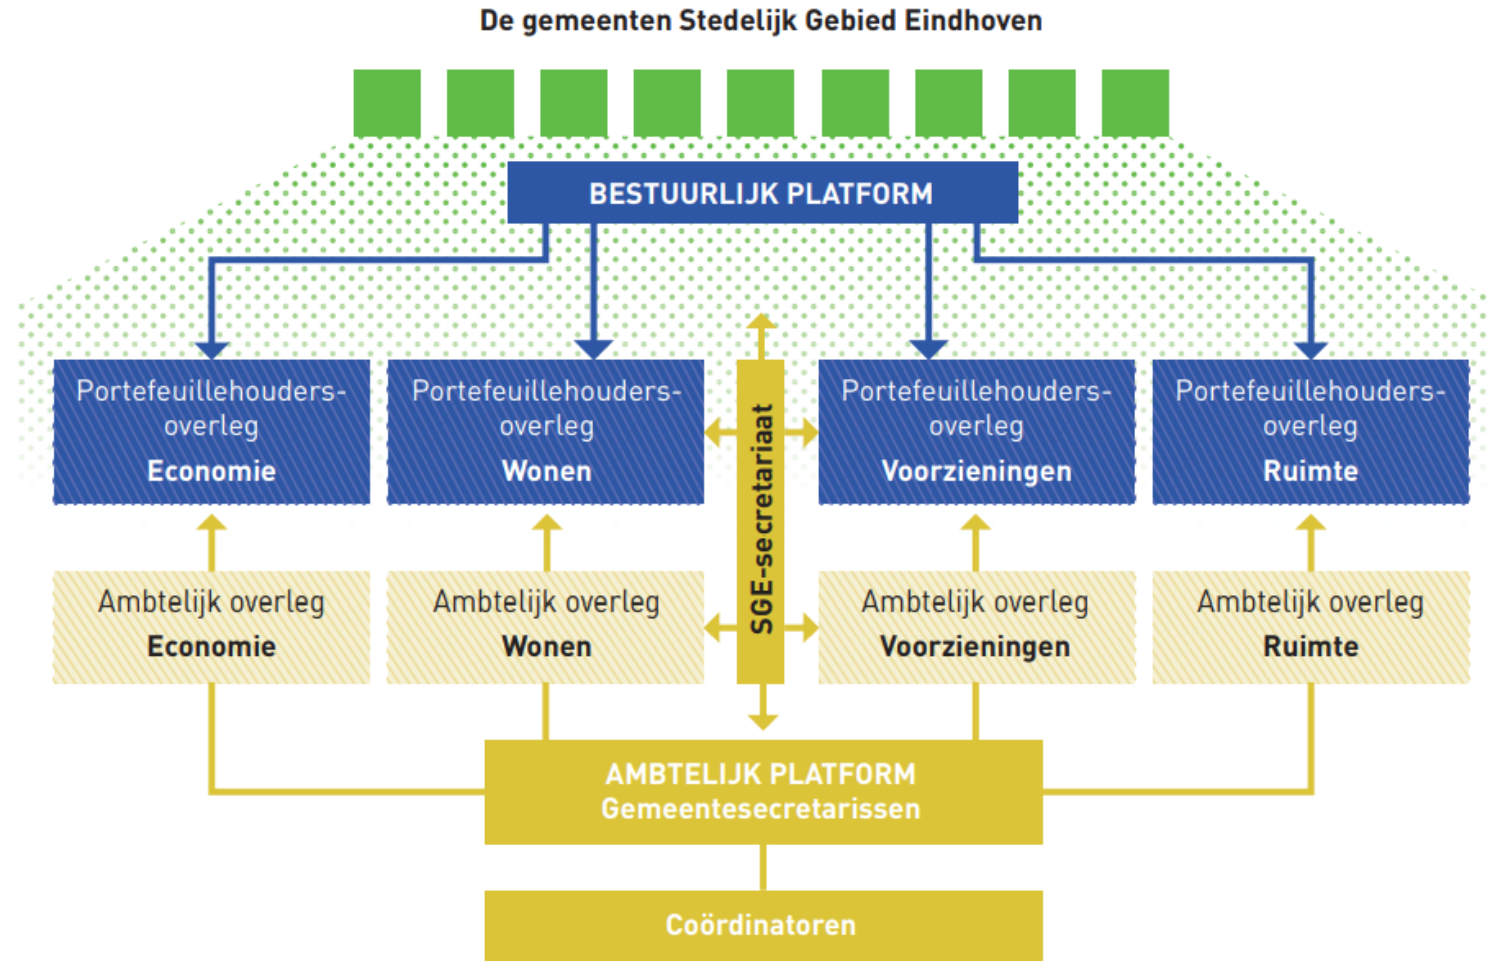 De gemeenten Stedelijk Gebied Eindhoven
BESTUURLIJK PLATFORM
Portefeuillehouders-
overleg
Economie
Portefeuillehouders-
overleg
Wonen
SGE-secretariaat
Portefeuillehouders-
overleg
Voorzieningen
Portefeuillehouders-
overleg
Ruimte
Ambtelijk overleg
Economie
Ambtelijk overleg
Wonen
Ambtelijk overleg
Voorzieningen
Ambtelijk overleg
Ruimte
AMBTELIJK PLATFORM
Gemeentesecretarissen
Coördinatoren